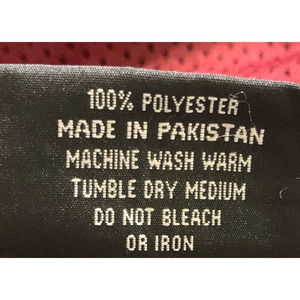 100% POLYESTER
MADE IN PAKISTAN
MACHINE WASH WARM
TUMBLE DRY MEDIUM
DO NOT BLEACH
OR IRON